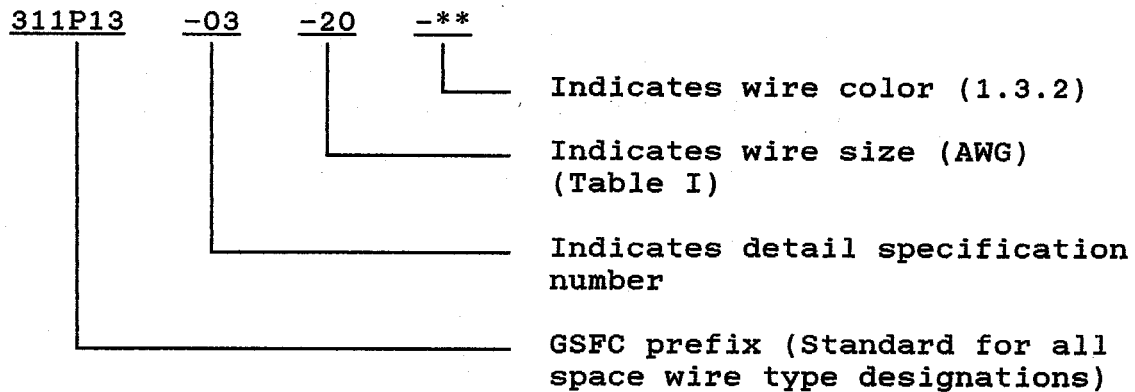 311P13 -03 -20 -**
Indicates wire color (1.3.2)
Indicates wire size (AWG)
(Table I)
Indicates detail specification
number
GSFC prefix (Standard for all
space wire type designations)